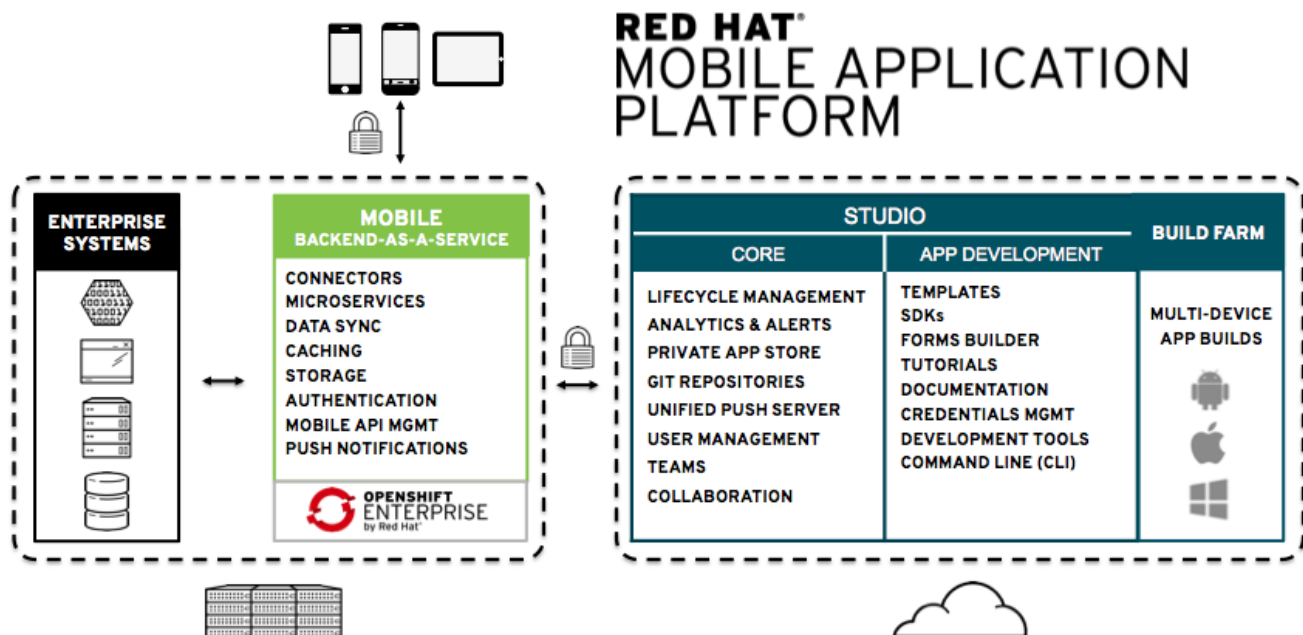 RED HAT®
MOBILE APPLICATION
PLATFORM
ENTERPRISE
SYSTEMS
MOBILE
BACKEND-AS-A-SERVICE
CONNECTORS
MICROSERVICES
DATA SYNC
CACHING
STORAGE
AUTHENTICATION
MOBILE API MGMT
PUSH NOTIFICATIONS
OPENSHIFT
ENTERPRISE
by Red Hat®
STUDIO
CORE
LIFECYCLE MANAGEMENT
ANALYTICS & ALERTS
PRIVATE APP STORE
GIT REPOSITORIES
UNIFIED PUSH SERVER
USER MANAGEMENT
TEAMS
COLLABORATION
APP DEVELOPMENT
TEMPLATES
SDKs
FORMS BUILDER
TUTORIALS
DOCUMENTATION
CREDENTIALS MGMT
DEVELOPMENT TOOLS
COMMAND LINE (CLI)
BUILD FARM
MULTI-DEVICE
APP BUILDS